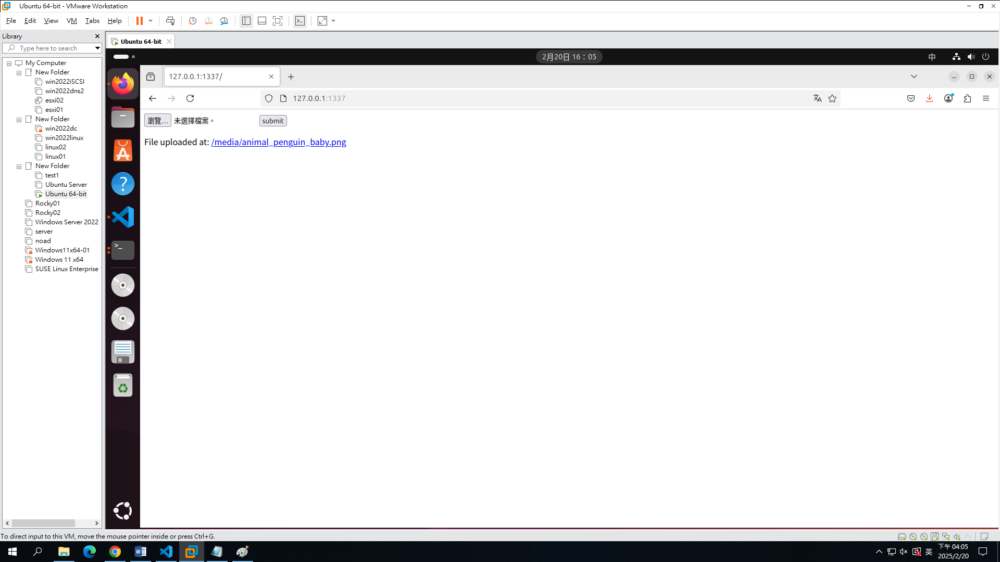 Ubuntu 64-bit - VMware Workstation
File Edit View VM Tabs Help
Library
Type here to search
My Computer
New Folder
win2022iSCSI
win2022dns2
esxi02
esxi01
New Folder
win2022dc
win2022linux
linux02
linux01
New Folder
test1
Ubuntu Server
Ubuntu 64-bit
Rocky01
Rocky02
Windows Server 2022
server
noad
Windows11x64-01
Windows 11 x64
SUSE Linux Enterprise
Ubuntu 64-bit
2月20日 16：05
中
127.0.0.1:1337/
127.0.0.1:1337
瀏覽… 未選擇檔案。 submit
File uploaded at: /media/animal_penguin_baby.png
To direct input to this VM, move the mouse pointer inside or press Ctrl+G.
英
下午 04:05
2025/2/20